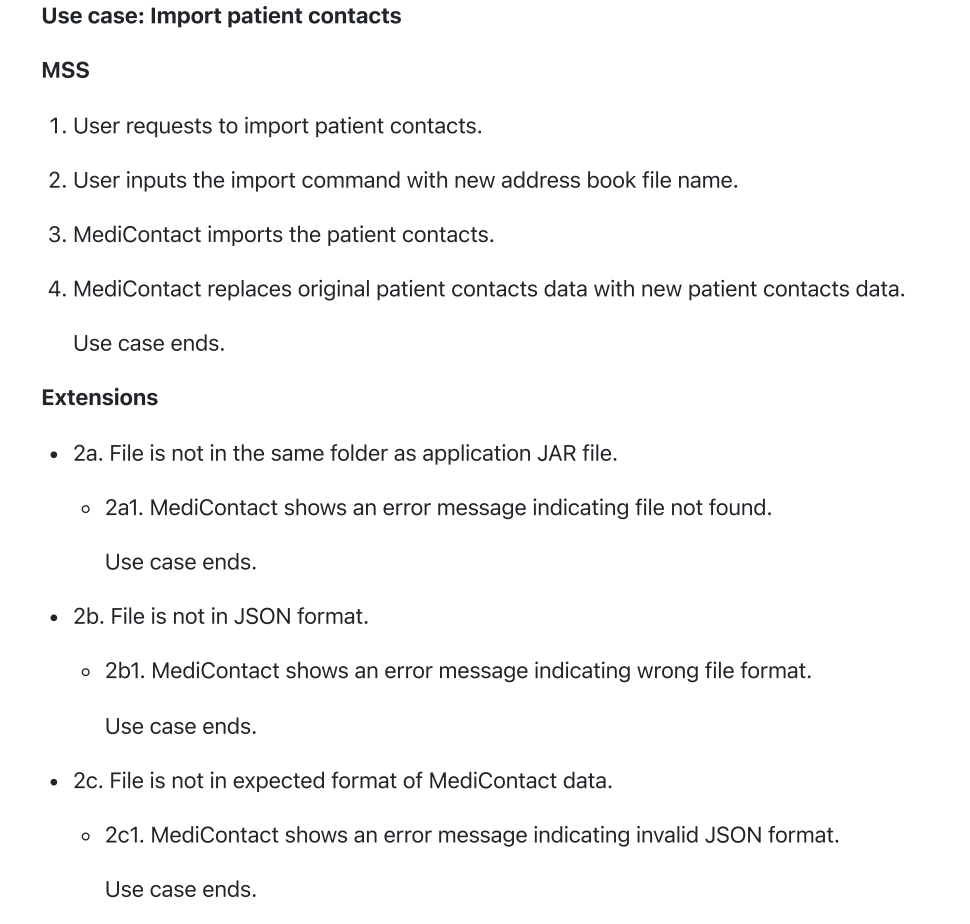 Use case: Import patient contacts
MSS
1. User requests to import patient contacts.
2. User inputs the import command with new address book file name.
3. MediContact imports the patient contacts.
4. MediContact replaces original patient contacts data with new patient contacts data.
Use case ends.
Extensions
• 2a. File is not in the same folder as application JAR file.
◦ 2a1. MediContact shows an error message indicating file not found.
Use case ends.
• 2b. File is not in JSON format.
◦ 2b1. MediContact shows an error message indicating wrong file format.
Use case ends.
• 2c. File is not in expected format of MediContact data.
◦ 2c1. MediContact shows an error message indicating invalid JSON format.
Use case ends.